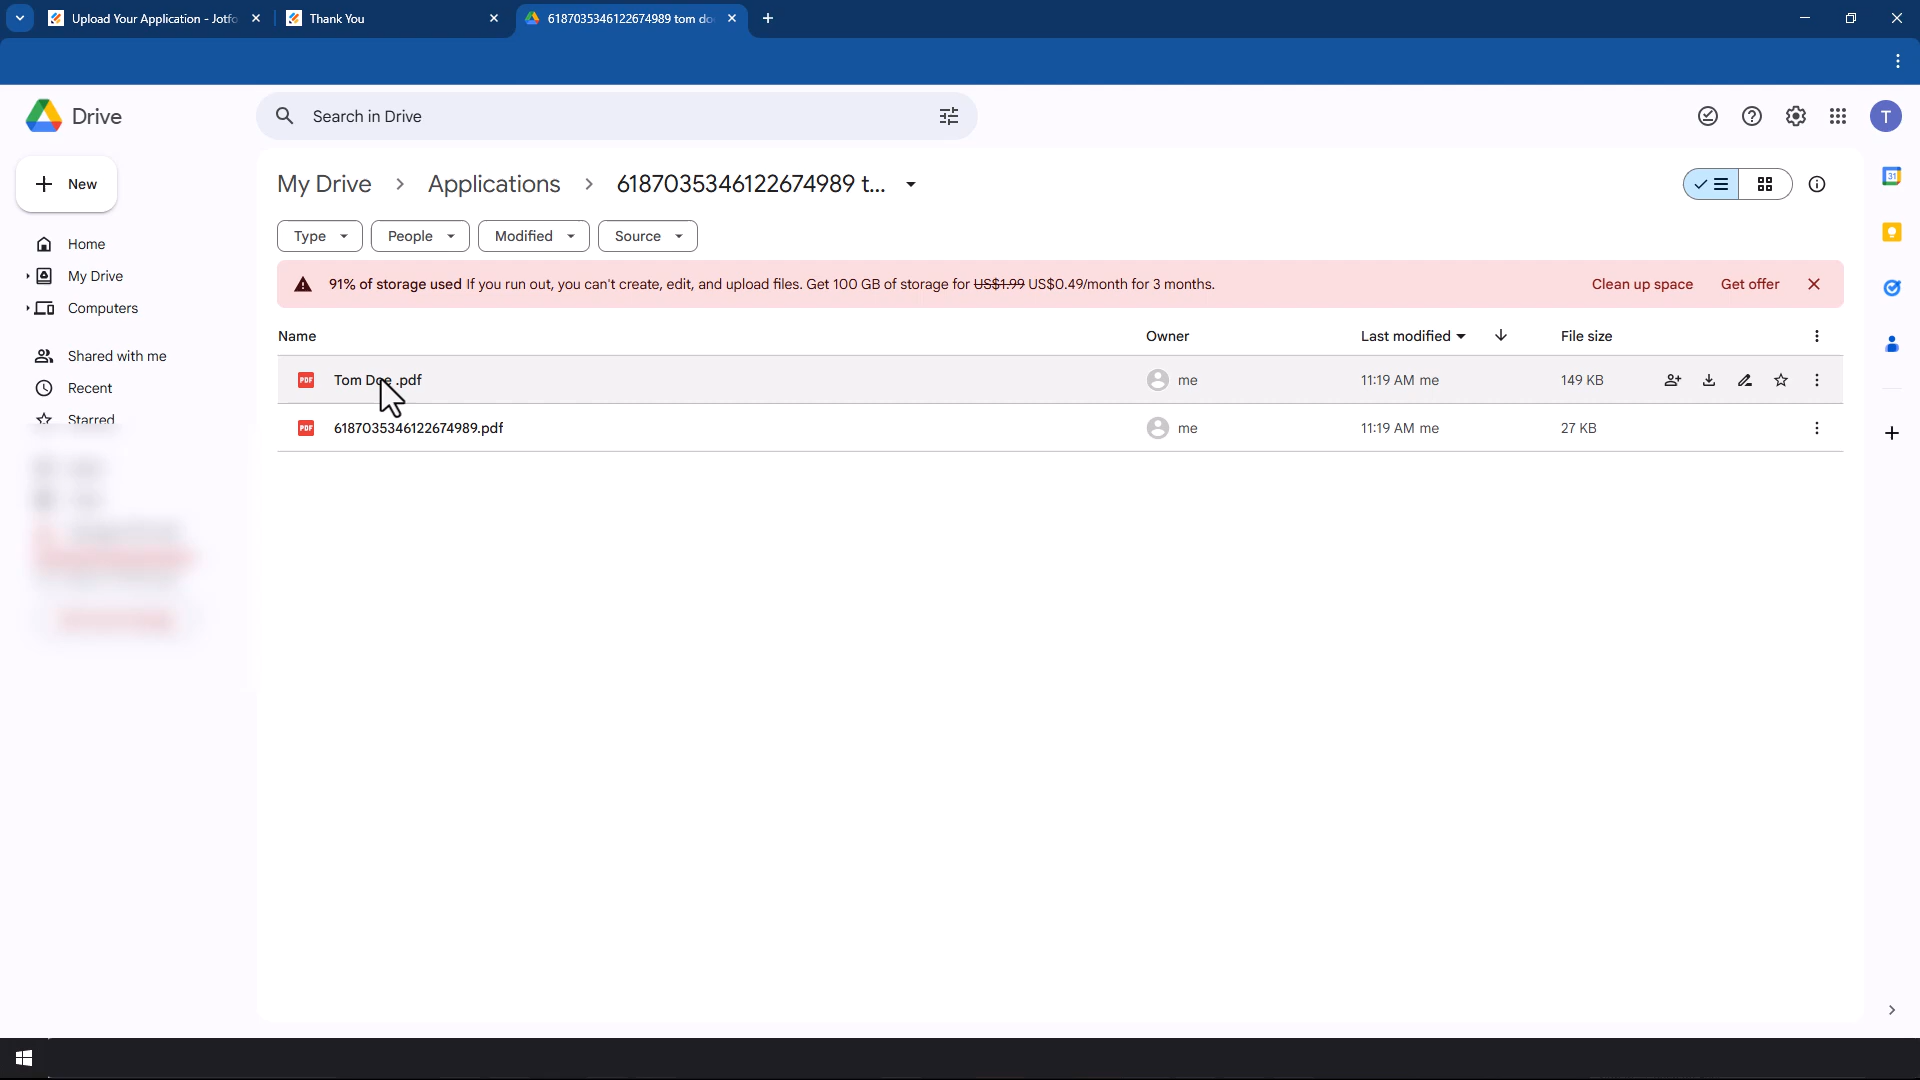 Upload Your Application - Jotfo
Thank You
6187035346122674989 tom do
Drive
Search in Drive
T
New
My Drive > Applications > 6187035346122674989 t...
31
Home
My Drive
Computers
Shared with me
Recent
Starred
Type
People
Modified
Source
91% of storage used If you run out, you can't create, edit, and upload files. Get 100 GB of storage for US$1.99 US$0.49/month for 3 months.
Clean up space
Get offer
Name
Owner
Last modified
File size
PDF Tom Doe .pdf
me
11:19 AM me
149 KB
PDF 6187035346122674989.pdf
me
11:19 AM me
27 KB